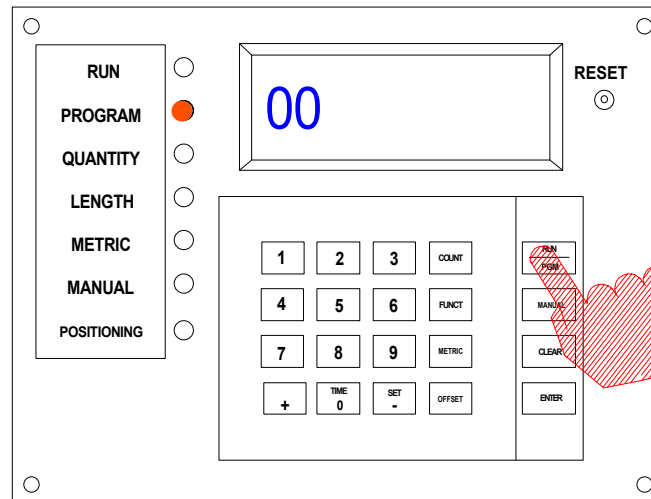 RUN
PROGRAM
QUANTITY
LENGTH
METRIC
MANUAL
POSITIONING
00
RESET
1 2 3 COUNT
4 5 6 FUNCT
7 8 9 METRIC
+ TIME 0 SET - OFFSET
RUN
PGM
MANUAL
CLEAR
ENTER